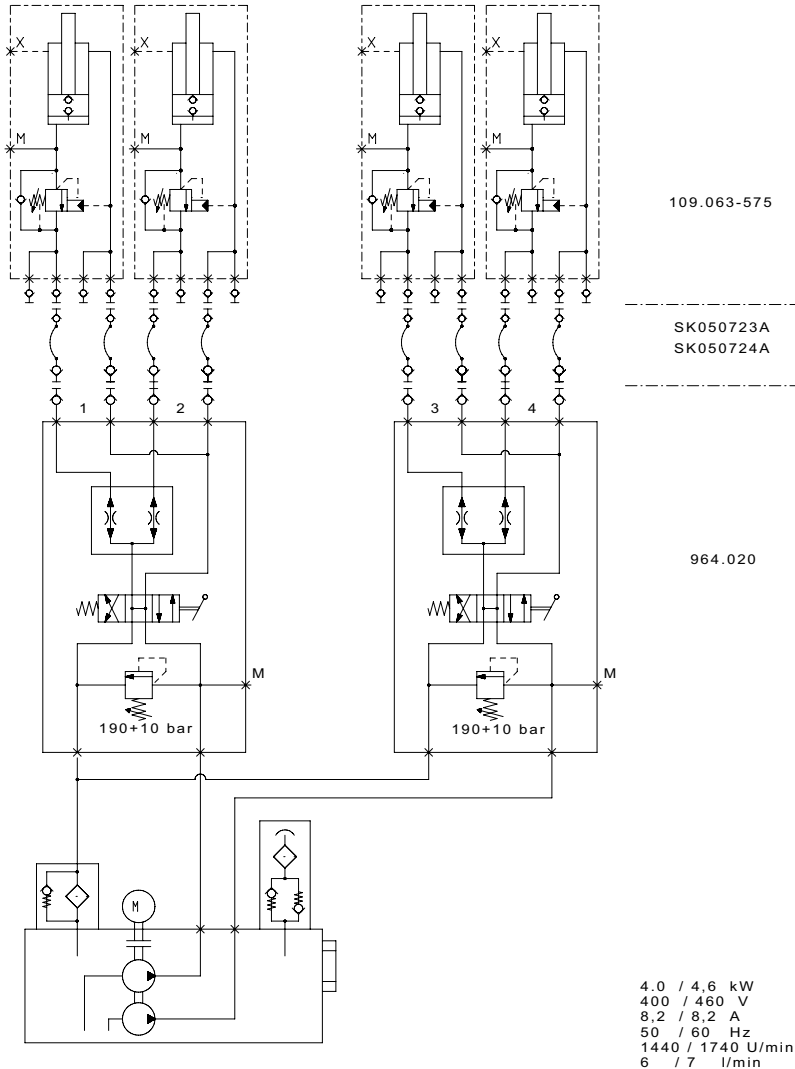 X X X X
M M M M
109.063-575
SK050723A
SK050724A
1 2 3 4
964.020
M M
190+10 bar 190+10 bar
M
4.0 / 4,6 kW
400 / 460 V
8,2 / 8,2 A
50 / 60 Hz
1440 / 1740 U/min
6 / 7 l/min